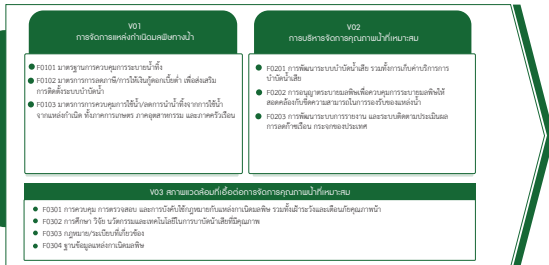 V01
การจัดการแหล่งกำเนิดมลพิษทางน้ำ
F0101 มาตรฐานการควบคุมการระบายน้ำทิ้ง
F0102 มาตรการการลดภาษี/การให้เงินกู้ดอกเบี้ยต่ำ เพื่อส่งเสริม
การติดตั้งระบบบำบัดน้ำ
F0103 มาตรการการควบคุมการใช้น้ำ/ลดการนำน้ำทิ้งจากการใช้น้ำ
จากแหล่งกำเนิด ทั้งภาคการเกษตร ภาคอุตสาหกรรม และภาคครัวเรือน
V02
การบริหารจัดการคุณภาพน้ำที่เหมาะสม
F0201 การพัฒนาระบบบำบัดน้ำเสีย รวมทั้งการเก็บค่าบริการการ
บำบัดน้ำเสีย
F0202 การอนุญาตระบายมลพิษเพื่อควบคุมการระบายมลพิษให้
สอดคล้องกับขีดความสามารถในการรองรับของแหล่งน้ำ
F0203 การพัฒนาระบบการรายงาน และระบบติดตามประเมินผล
การลดก๊าซเรือน กระจกของประเทศ
V03 สภาพแวดล้อมที่เอื้อต่อการจัดการคุณภาพน้ำที่เหมาะสม
F0301 การควบคุม การตรวจสอบ และการบังคับใช้กฎหมายกับแหล่งกำเนิดมลพิษ รวมทั้งเฝ้าระวังและเตือนภัยคุณภาพน้ำ
F0302 การศึกษา วิจัย นวัตกรรมและเทคโนโลยีในการบำบัดน้ำเสียที่มีคุณภาพ
F0303 กฎหมาย/ระเบียบที่เกี่ยวข้อง
F0304 ฐานข้อมูลแหล่งกำเนิดมลพิษ